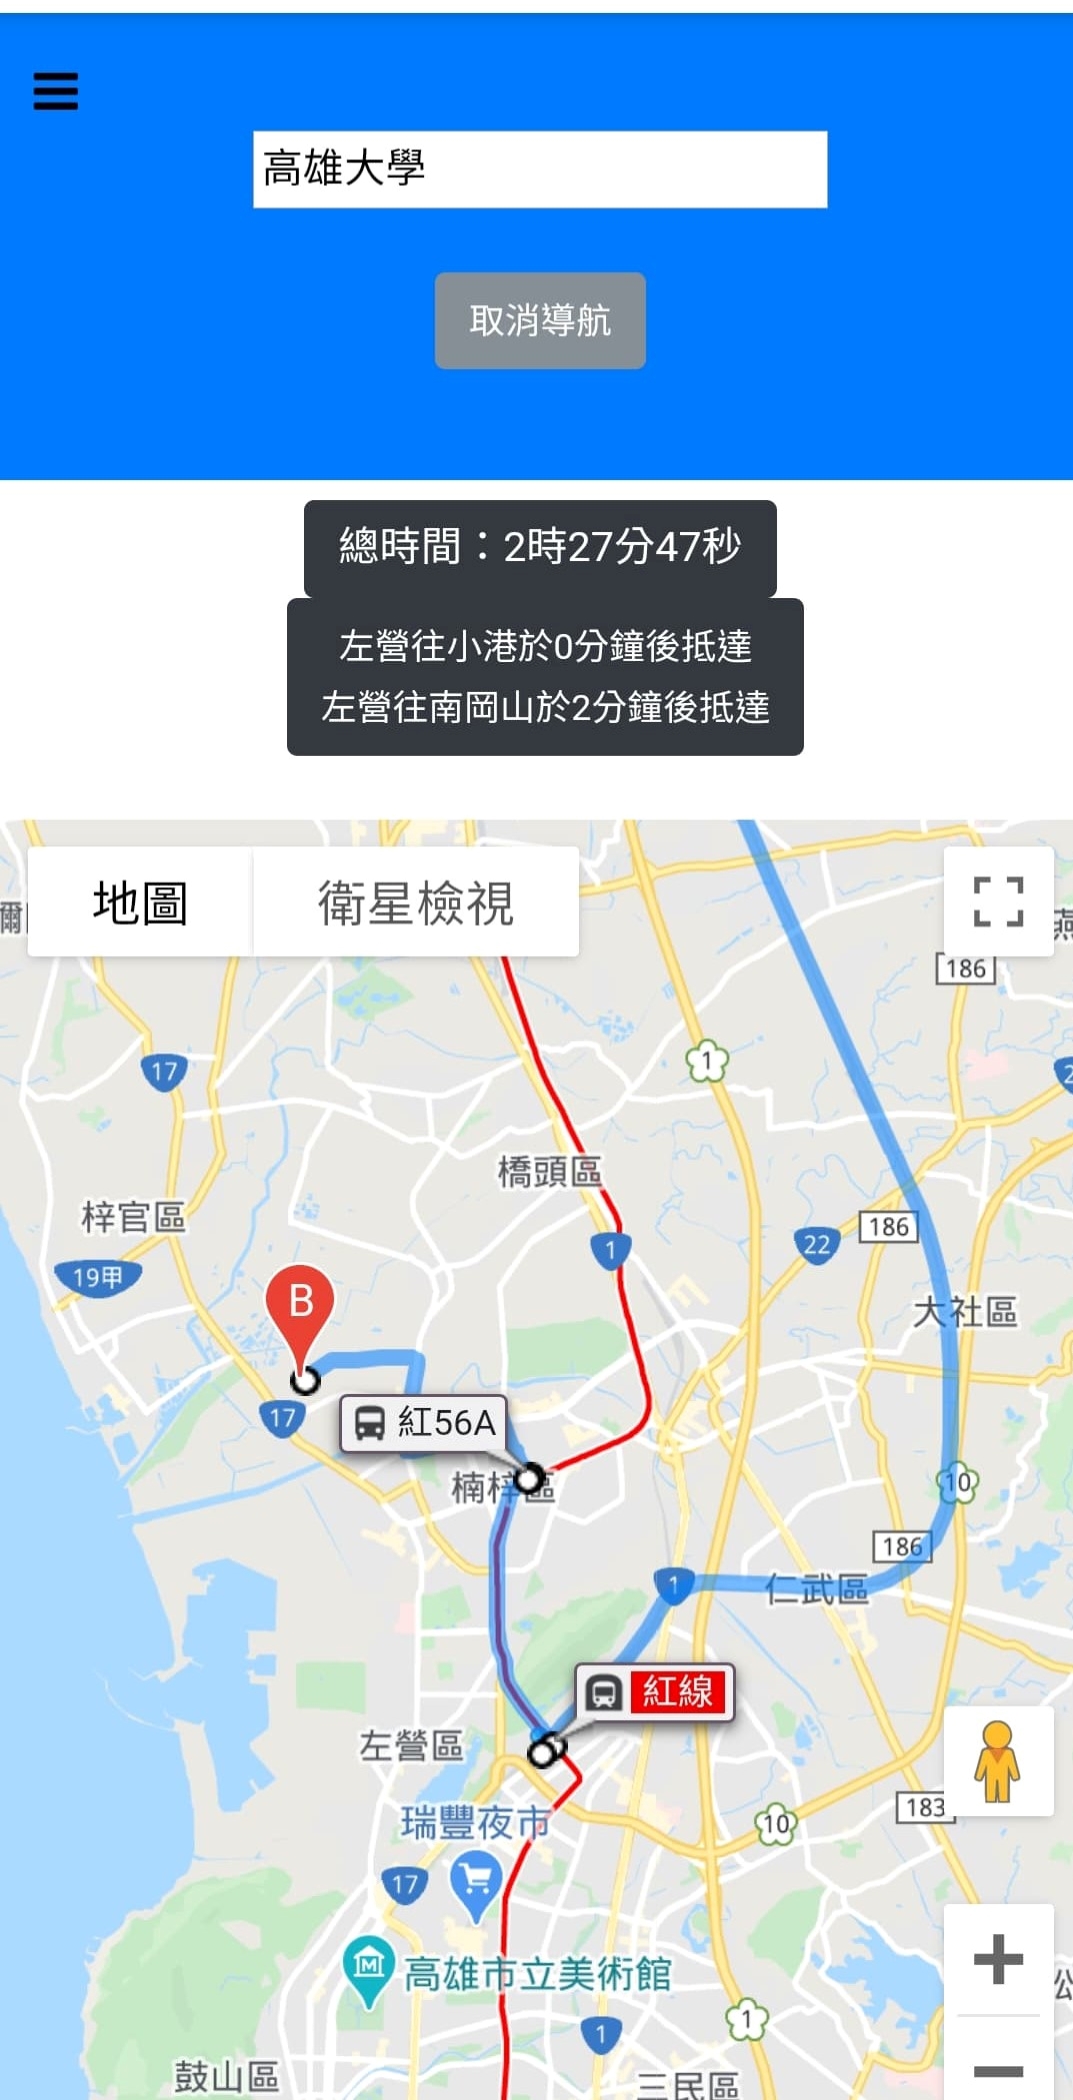 高雄大學
取消導航
總時間：2時27分47秒
左營往小港於0分鐘後抵達
左營往南岡山於2分鐘後抵達
地圖
衛星檢視
186
17
1
橋頭區
梓官區
186
22
1
19甲
B
大社區
17
紅56A
楠梓區
10
186
1
仁武區
紅線
左營區
183
瑞豐夜市
10
17
高雄市立美術館
1
1
鼓山區
三民區